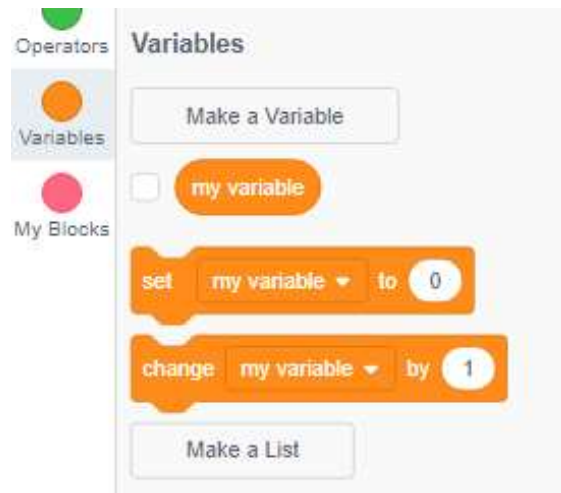 Operators
Variables
My Blocks
Variables
Make a Variable
my variable
set my variable to 0
change my variable by 1
Make a List